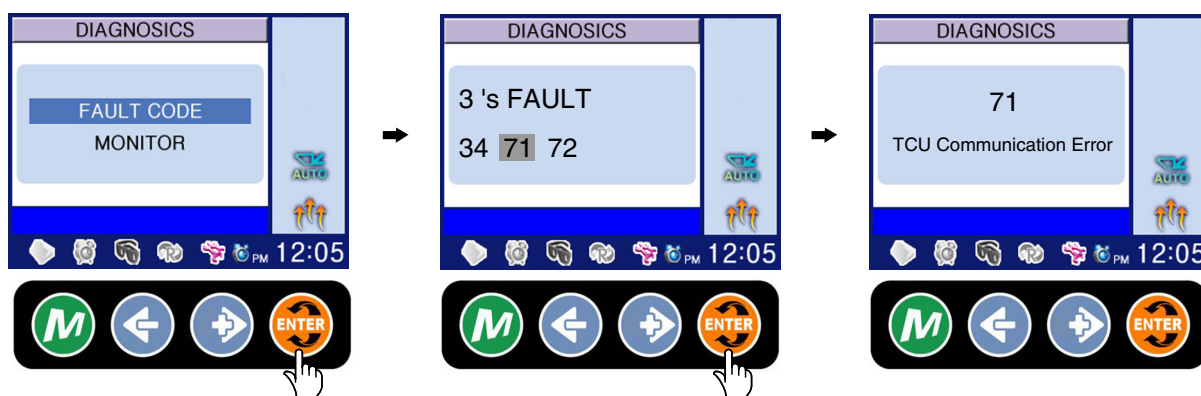 DIAGNOSICS
FAULT CODE
MONITOR
AUTO
PM 12:05
M
ENTER
DIAGNOSICS
3 's FAULT
34 71 72
AUTO
R
PM 12:05
M
ENTER
DIAGNOSICS
71
TCU Communication Error
AUTO
R
PM 12:05
M
ENTER